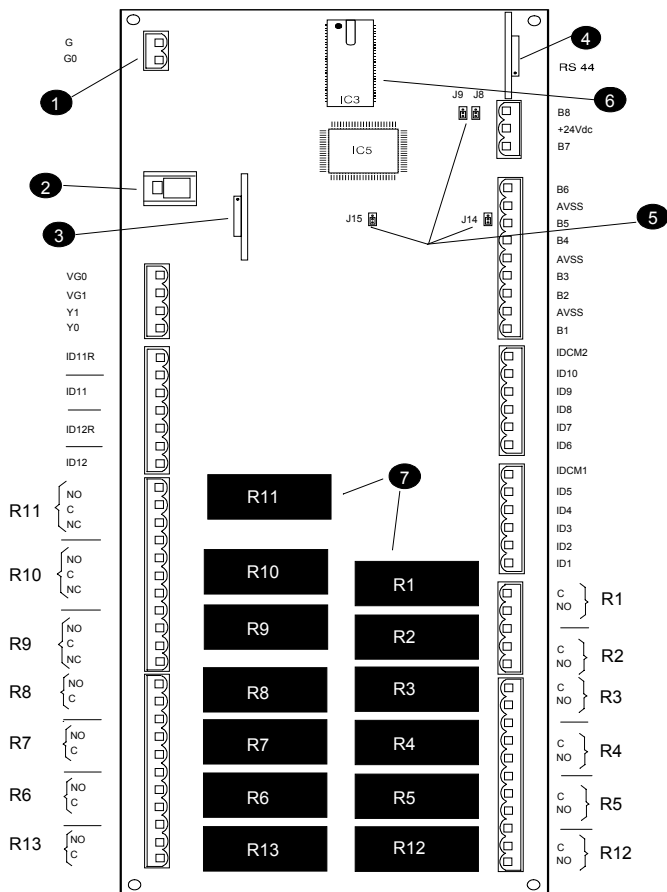 G
G0
1
2
3
VG0
VG1
Y1
Y0
ID11R
ID11
ID12R
ID12
R11
NO
C
NC
R10
NO
C
NC
R9
NO
C
NC
R8
NO
C
R7
NO
C
R6
NO
C
R13
NO
C
IC3
IC5
J9
J8
J15
J14
R11
R10
R9
R8
R7
R6
R13
7
R1
R2
R3
R4
R5
R12
4
RS 44
6
B8
+24Vdc
B7
B6
AVSS
B5
5
B4
AVSS
B3
B2
AVSS
B1
IDCM2
ID10
ID9
ID8
ID7
ID6
IDCM1
ID5
ID4
ID3
ID2
ID1
C
NO
R1
C
NO
R2
C
NO
R3
C
NO
R4
C
NO
R5
C
NO
R12